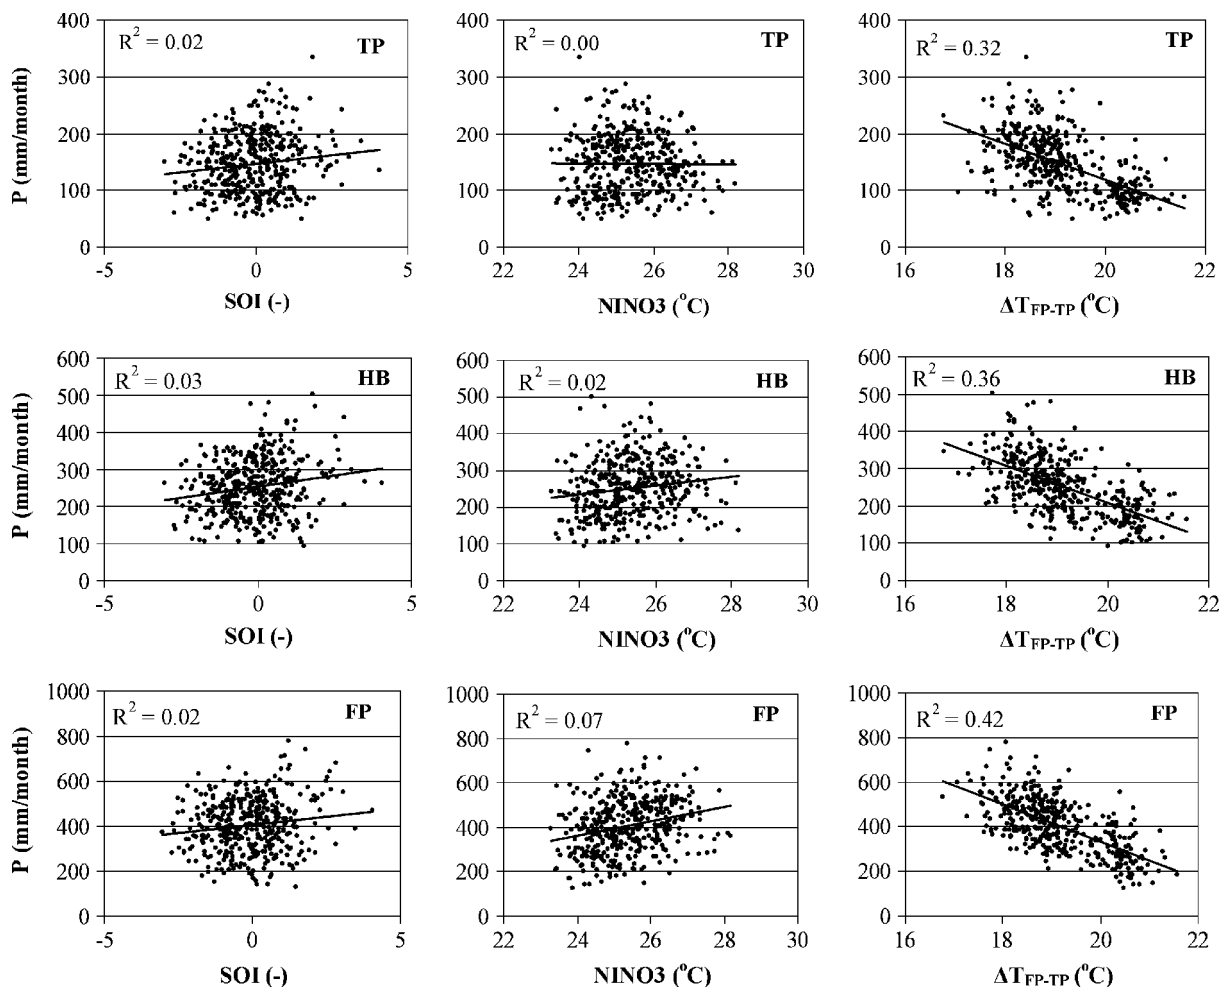 400
300
200
100
0
P (mm/month)
R² = 0.02
TP
-5 0 5
SOI (-)
400
300
200
100
0
R² = 0.00
TP
22 24 26 28 30
NINO3 (°C)
400
300
200
100
0
R² = 0.32
TP
16 18 20 22
ΔT_FP-TP (°C)
600
500
400
300
200
100
0
P (mm/month)
R² = 0.03
HB
-5 0 5
SOI (-)
600
500
400
300
200
100
0
R² = 0.02
HB
22 24 26 28 30
NINO3 (°C)
600
500
400
300
200
100
0
R² = 0.36
HB
16 18 20 22
ΔT_FP-TP (°C)
1000
800
600
400
200
0
P (mm/month)
R² = 0.02
FP
-5 0 5
SOI (-)
1000
800
600
400
200
0
R² = 0.07
FP
22 24 26 28 30
NINO3 (°C)
1000
800
600
400
200
0
R² = 0.42
FP
16 18 20 22
ΔT_FP-TP (°C)